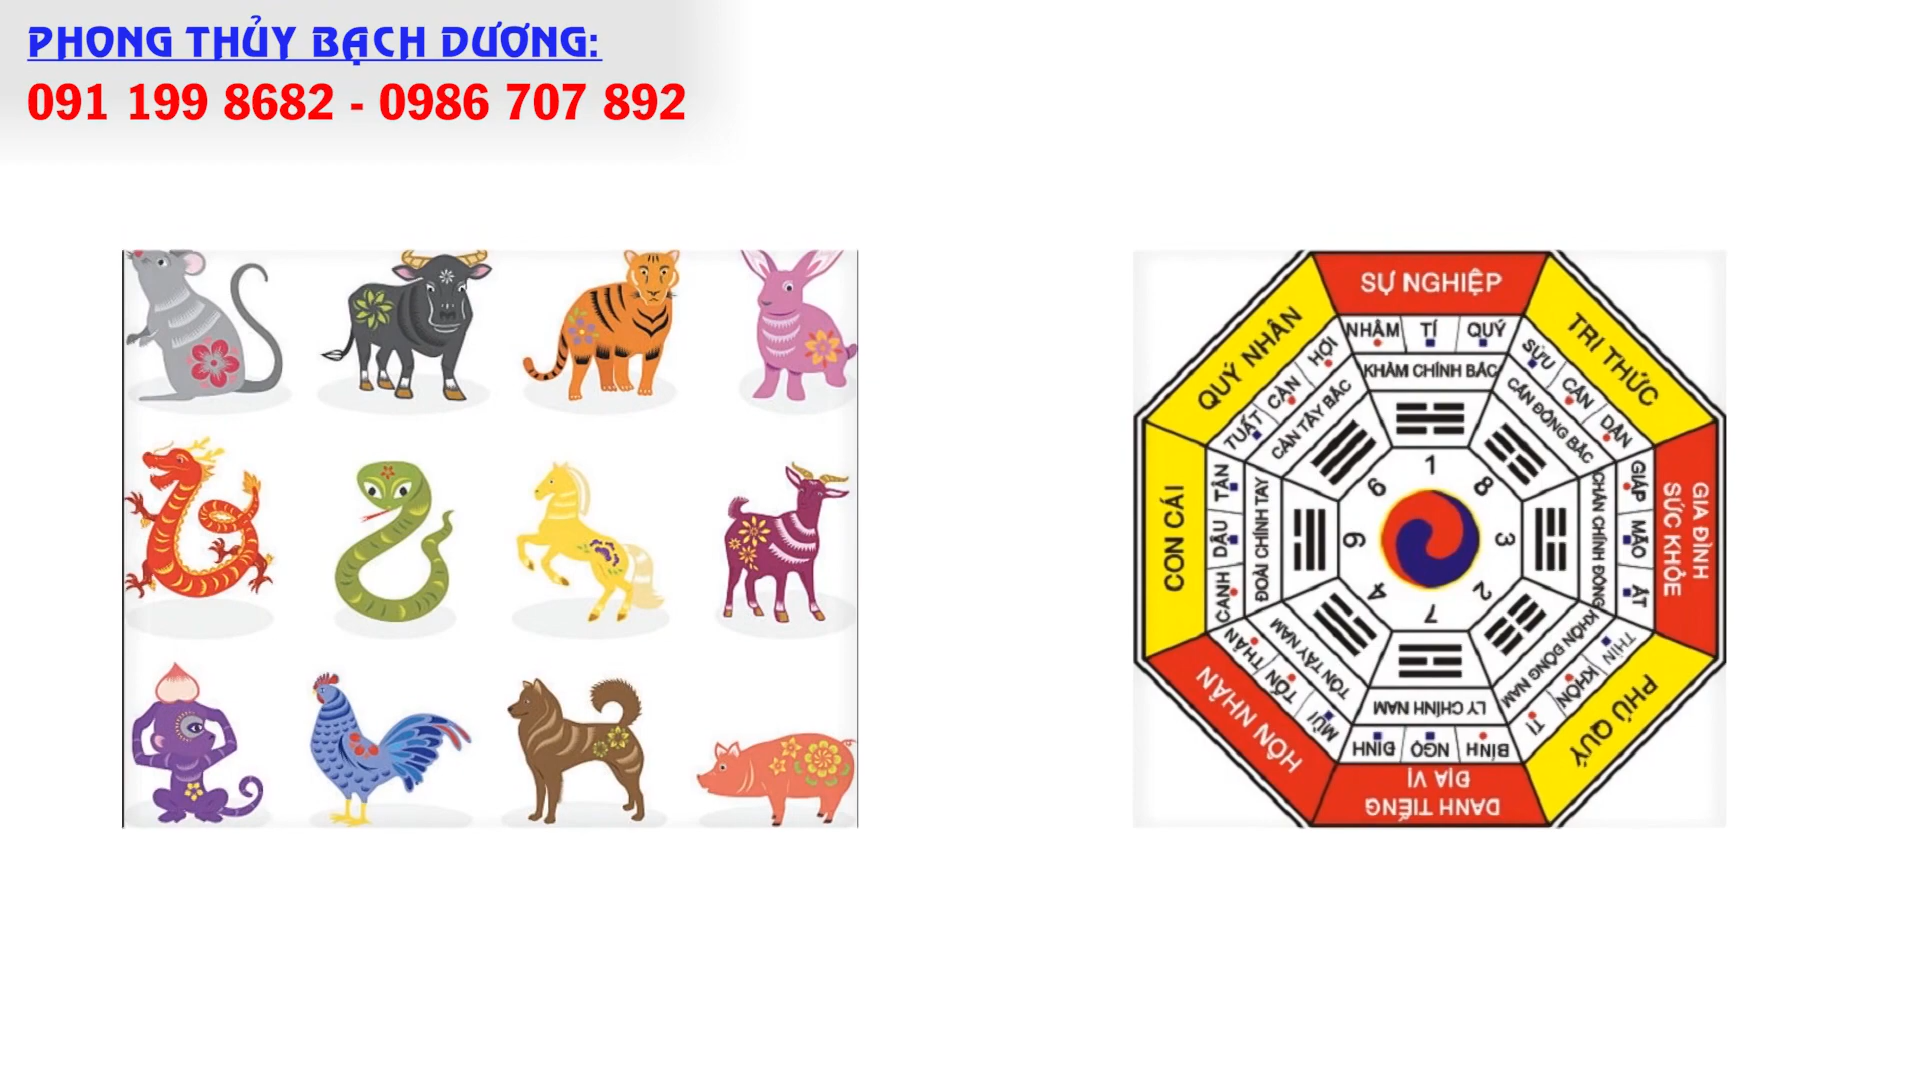 PHONG THỦY BẠCH DƯƠNG:
091 199 8682 - 0986 707 892
SỰ NGHIỆP
TRI THỨC
GIA ĐÌNH
SỨC KHỎE
PHÚ QUÝ
DANH TIẾNG
ĐỊA VỊ
HÔN NHÂN
CON CÁI
QUÝ NHÂN
NHÂM TÍ QUÝ
SỬU CẤN DẦN
GIÁP MÃO ẤT
THÌN KHÔN TỊ
BÍNH NGỌ ĐINH
MÙI TỐN THÂN
CANH DẬU TÂN
TUẤT CÀN HỢI
KHẢM CHÍNH BẮC
CẤN ĐÔNG BẮC
CHẤN CHÍNH ĐÔNG
KHÔN ĐÔNG NAM
LY CHÍNH NAM
TỐN TÂY NAM
ĐOÀI CHÍNH TAY
CÀN TÂY BẮC
1
8
3
2
7
4
6
9